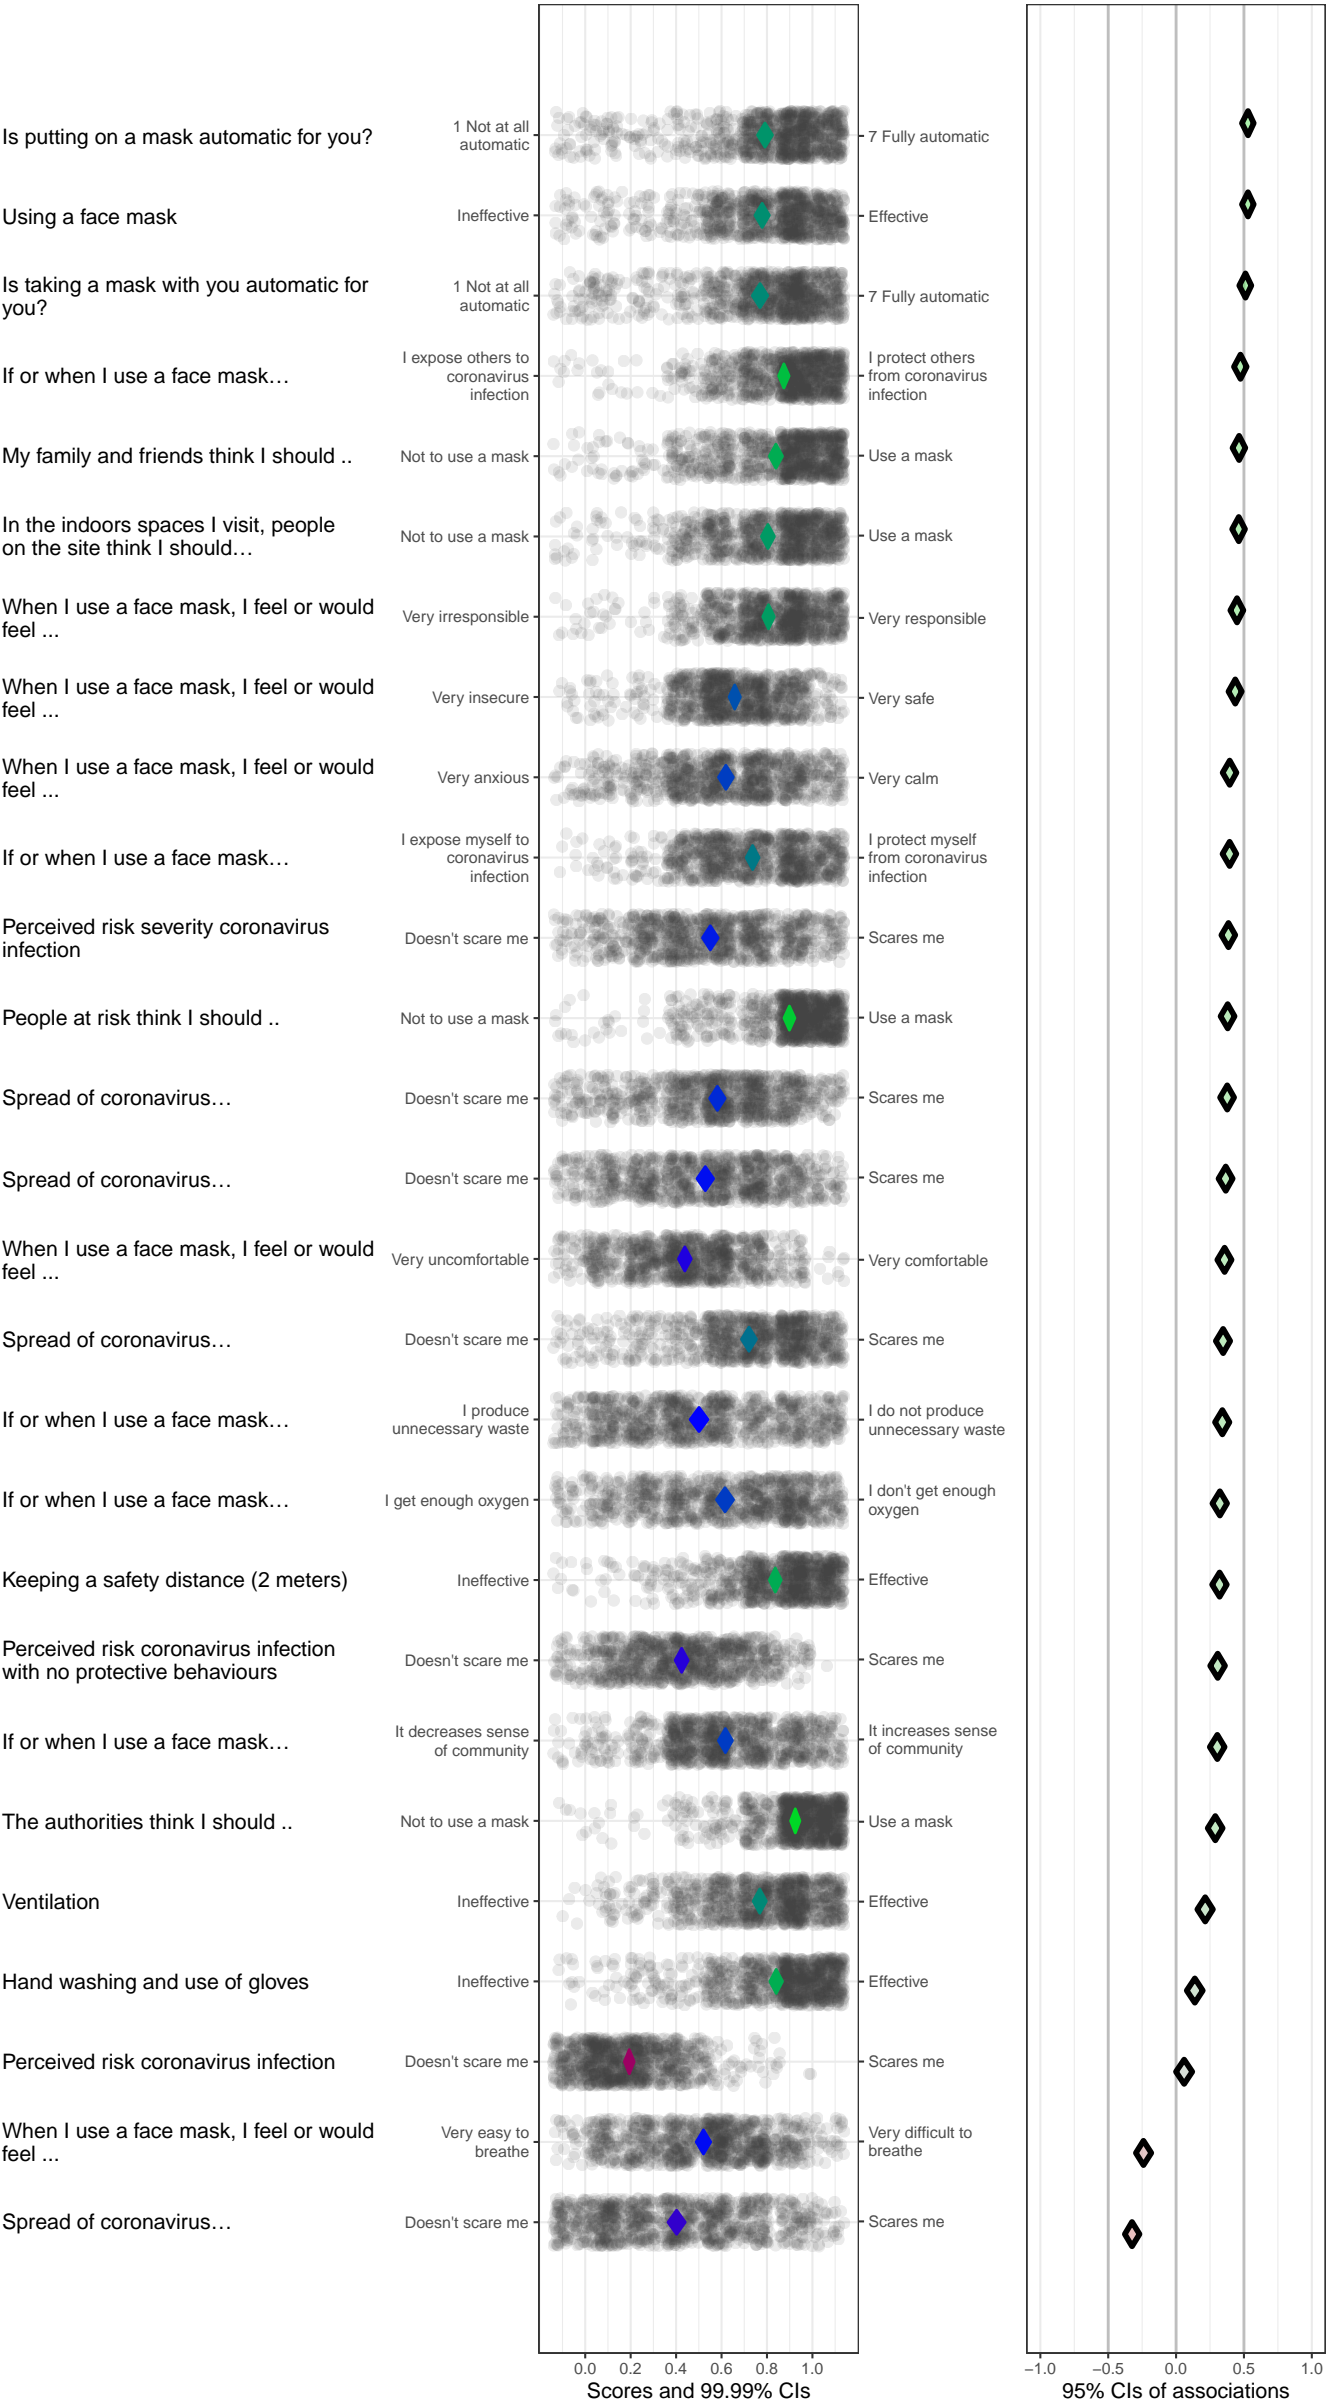 Is putting on a mask automatic for you?
1 Not at all
automatic
7 Fully automatic
Using a face mask
Ineffective
Effective
Is taking a mask with you automatic for
you?
1 Not at all
automatic
7 Fully automatic
If or when I use a face mask…
I expose others to
coronavirus
infection
I protect others
from coronavirus
infection
My family and friends think I should ..
Not to use a mask
Use a mask
In the indoors spaces I visit, people
on the site think I should…
Not to use a mask
Use a mask
When I use a face mask, I feel or would
feel ...
Very irresponsible
Very responsible
When I use a face mask, I feel or would
feel ...
Very insecure
Very safe
When I use a face mask, I feel or would
feel ...
Very anxious
Very calm
If or when I use a face mask…
I expose myself to
coronavirus
infection
I protect myself
from coronavirus
infection
Perceived risk severity coronavirus
infection
Doesn't scare me
Scares me
People at risk think I should ..
Not to use a mask
Use a mask
Spread of coronavirus…
Doesn't scare me
Scares me
Spread of coronavirus…
Doesn't scare me
Scares me
When I use a face mask, I feel or would
feel ...
Very uncomfortable
Very comfortable
Spread of coronavirus…
Doesn't scare me
Scares me
If or when I use a face mask…
I produce
unnecessary waste
I do not produce
unnecessary waste
If or when I use a face mask…
I get enough oxygen
I don't get enough
oxygen
Keeping a safety distance (2 meters)
Ineffective
Effective
Perceived risk coronavirus infection
with no protective behaviours
Doesn't scare me
Scares me
If or when I use a face mask…
It decreases sense
of community
It increases sense
of community
The authorities think I should ..
Not to use a mask
Use a mask
Ventilation
Ineffective
Effective
Hand washing and use of gloves
Ineffective
Effective
Perceived risk coronavirus infection
Doesn't scare me
Scares me
When I use a face mask, I feel or would
feel ...
Very easy to
breathe
Very difficult to
breathe
Spread of coronavirus…
Doesn't scare me
Scares me
0.0 0.2 0.4 0.6 0.8 1.0
Scores and 99.99% CIs
−1.0 −0.5 0.0 0.5 1.0
95% CIs of associations